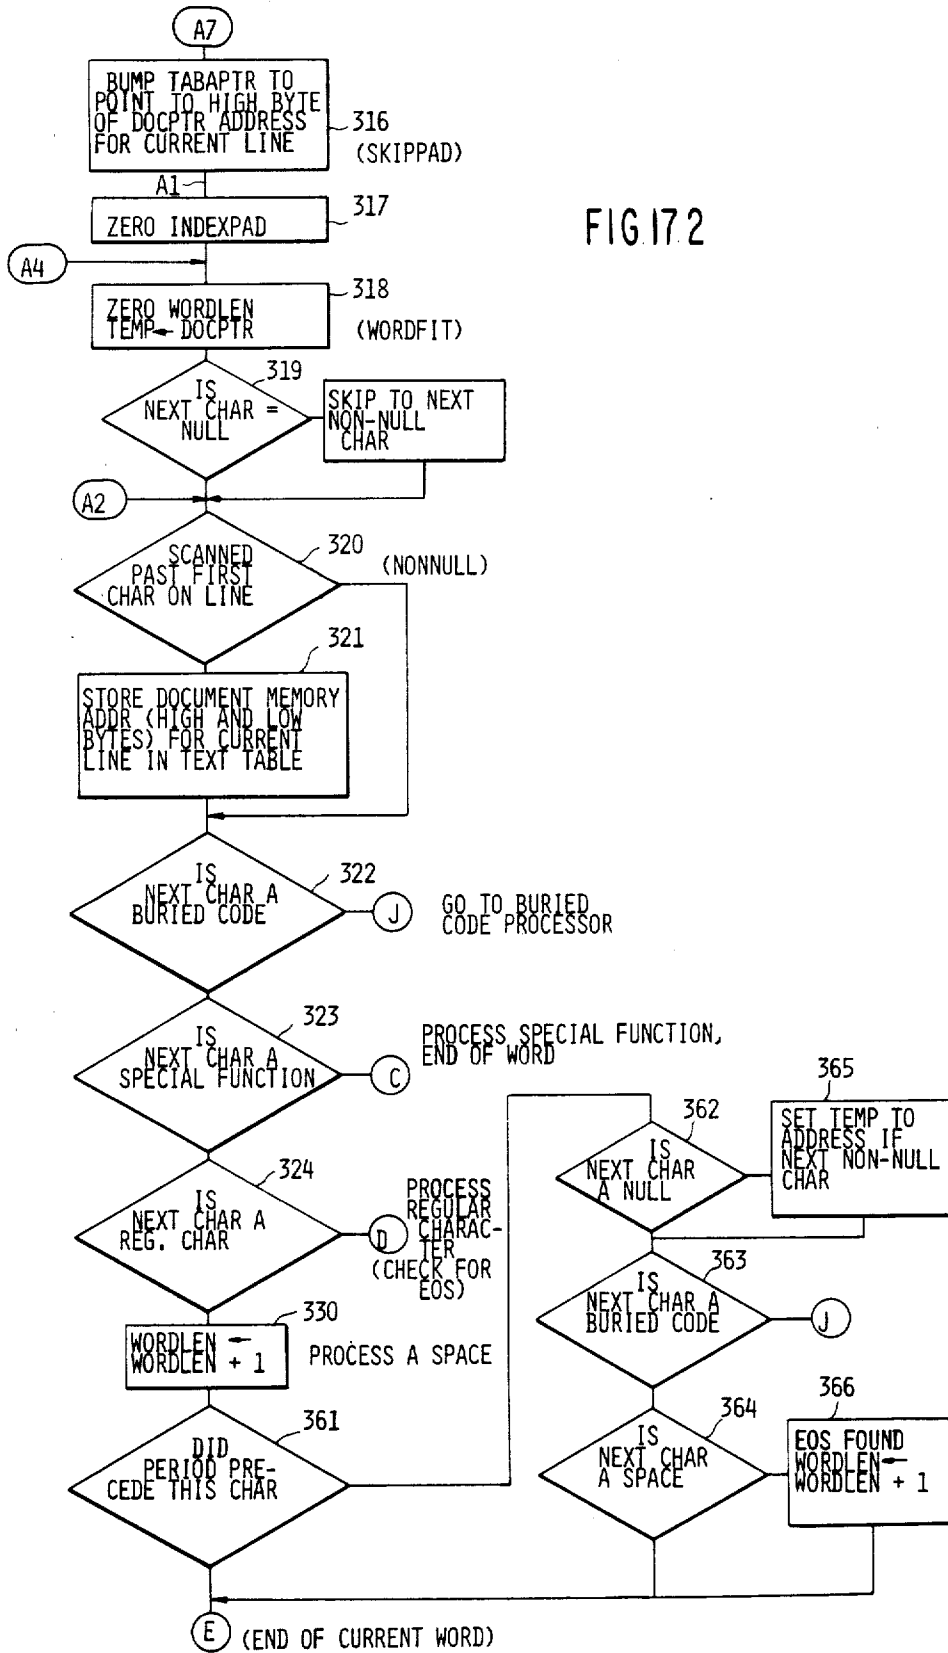 A7
BUMP TABAPTR TO
POINT TO HIGH BYTE
OF DOCPTR ADDRESS
FOR CURRENT LINE
316
(SKIPPAD)
A1
317
ZERO INDEXPAD
FIG.17.2
A4
318
ZERO WORDLEN
TEMP← DOCPTR
(WORDFIT)
319
IS
NEXT CHAR =
NULL
SKIP TO NEXT
NON-NULL
CHAR
A2
320
SCANNED
PAST FIRST
CHAR ON LINE
(NONNULL)
321
STORE DOCUMENT MEMORY
ADDR (HIGH AND LOW
BYTES) FOR CURRENT
LINE IN TEXT TABLE
322
IS
NEXT CHAR A
BURIED CODE
J
GO TO BURIED
CODE PROCESSOR
323
IS
NEXT CHAR A
SPECIAL FUNCTION
C
PROCESS SPECIAL FUNCTION,
END OF WORD
324
IS
NEXT CHAR A
REG. CHAR
D
PROCESS
REGULAR
CHARAC-
TER
(CHECK FOR
EOS)
330
WORDLEN ←
WORDLEN + 1
PROCESS A SPACE
361
DID
PERIOD PRE-
CEDE THIS CHAR
362
IS
NEXT CHAR
A NULL
365
SET TEMP TO
ADDRESS IF
NEXT NON-NULL
CHAR
363
IS
NEXT CHAR A
BURIED CODE
J
364
IS
NEXT CHAR
A SPACE
366
EOS FOUND
WORDLEN←
WORDLEN + 1
E
(END OF CURRENT WORD)